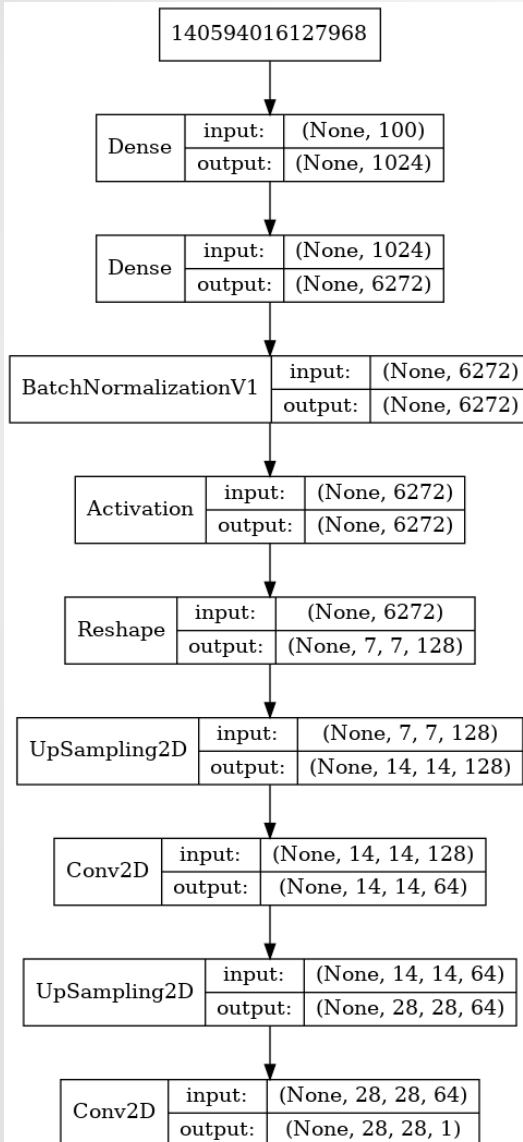 140594016127968
Dense input: (None, 100)
output: (None, 1024)
Dense input: (None, 1024)
output: (None, 6272)
BatchNormalizationV1 input: (None, 6272)
output: (None, 6272)
Activation input: (None, 6272)
output: (None, 6272)
Reshape input: (None, 6272)
output: (None, 7, 7, 128)
UpSampling2D input: (None, 7, 7, 128)
output: (None, 14, 14, 128)
Conv2D input: (None, 14, 14, 128)
output: (None, 14, 14, 64)
UpSampling2D input: (None, 14, 14, 64)
output: (None, 28, 28, 64)
Conv2D input: (None, 28, 28, 64)
output: (None, 28, 28, 1)